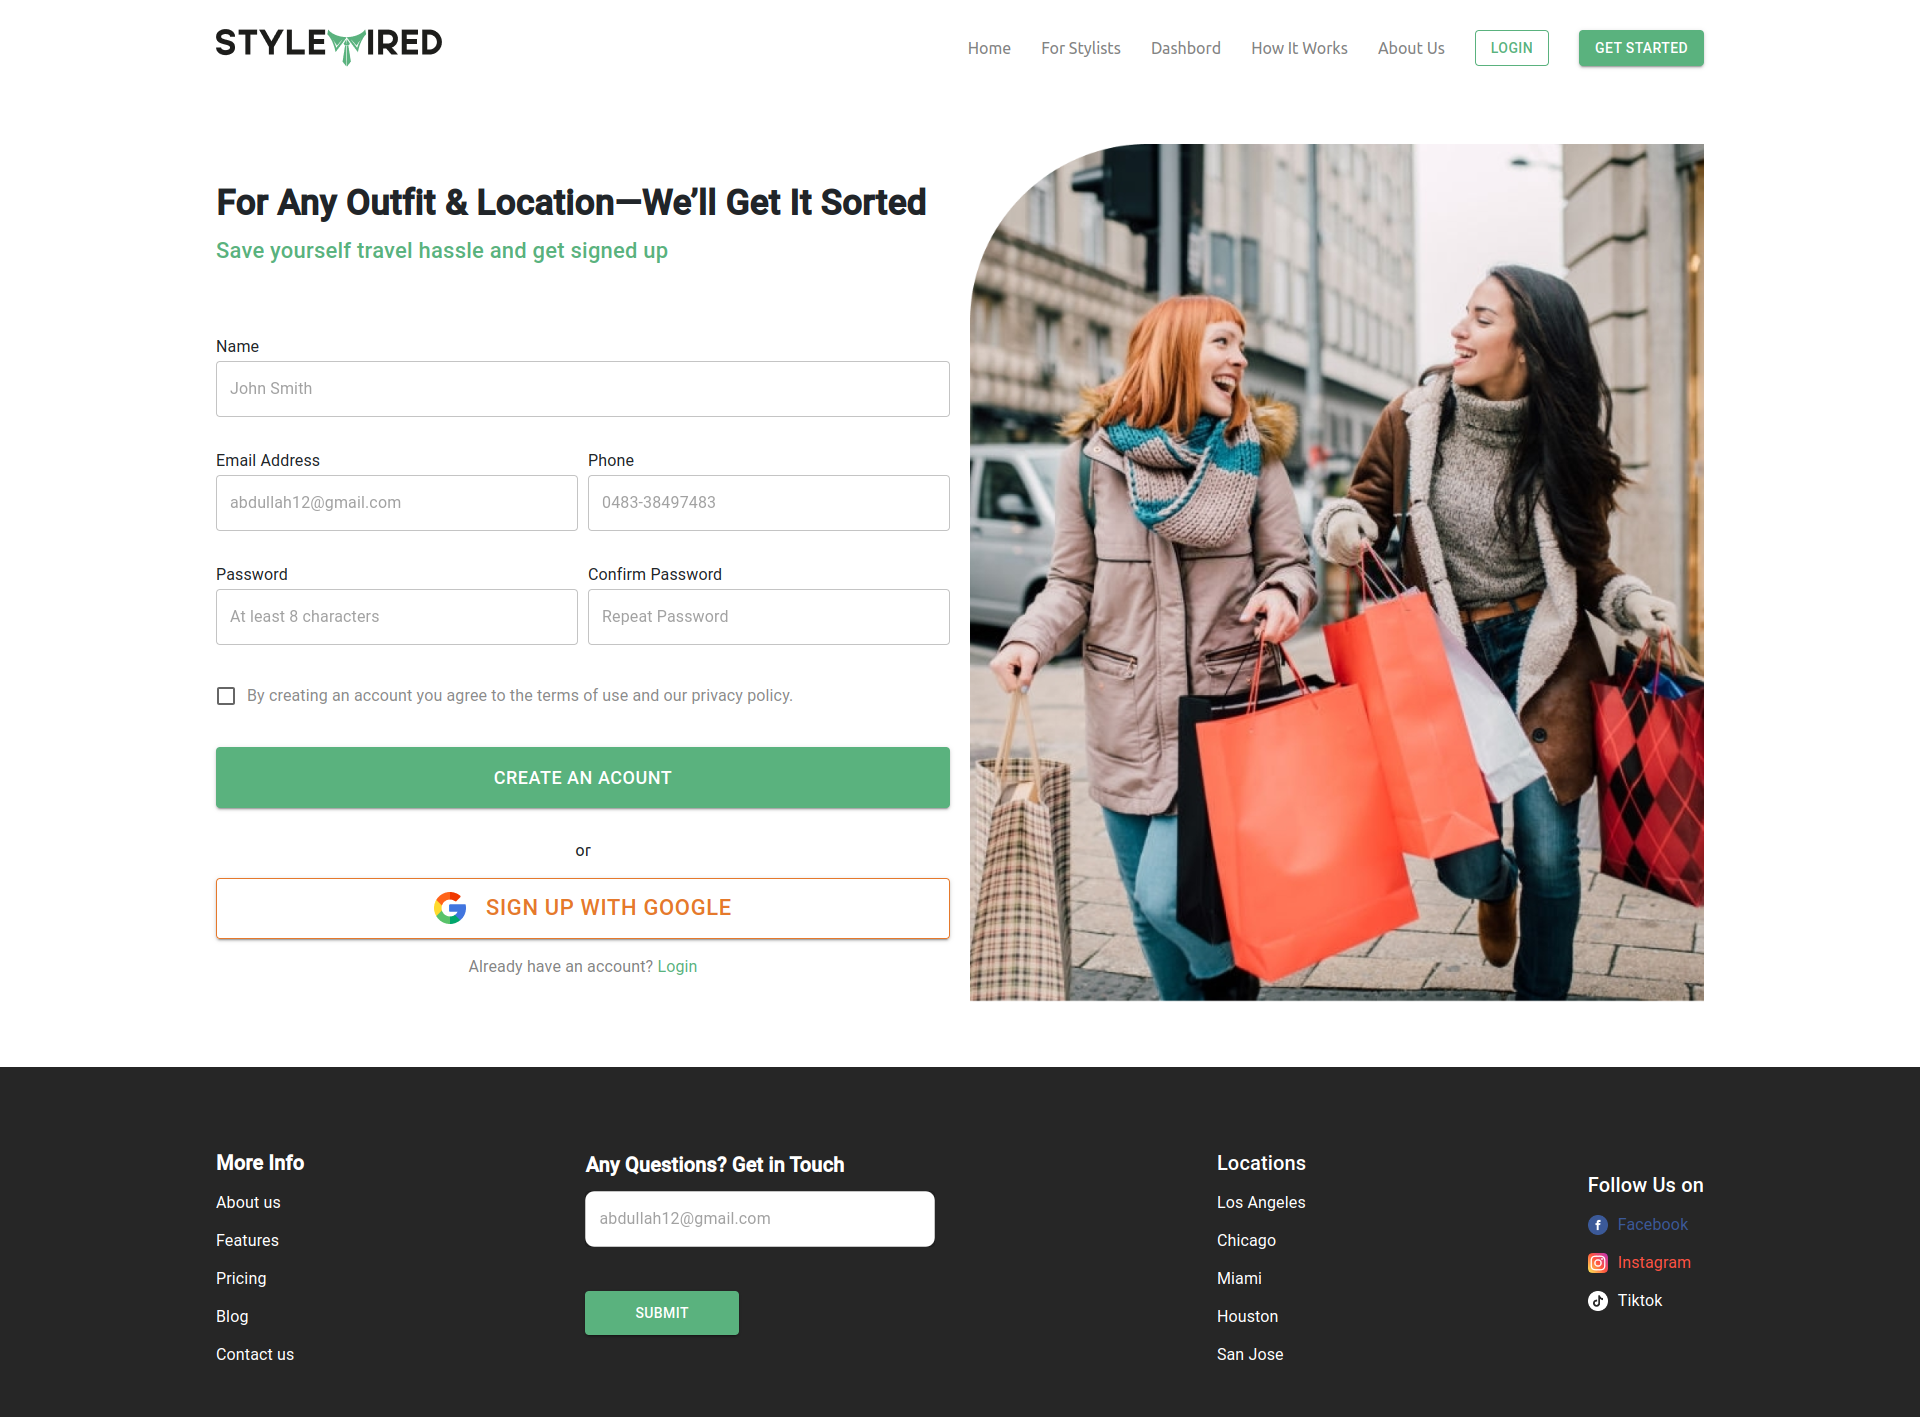 STYLEWIRED
Home For Stylists Dashbord How It Works About Us LOGIN GET STARTED
For Any Outfit & Location—We’ll Get It Sorted
Save yourself travel hassle and get signed up
Name
John Smith
Email Address Phone
abdullah12@gmail.com 0483-38497483
Password Confirm Password
At least 8 characters Repeat Password
By creating an account you agree to the terms of use and our privacy policy.
CREATE AN ACOUNT
or
SIGN UP WITH GOOGLE
Already have an account? Login
More Info
About us
Features
Pricing
Blog
Contact us
Any Questions? Get in Touch
abdullah12@gmail.com
SUBMIT
Locations
Los Angeles
Chicago
Miami
Houston
San Jose
Follow Us on
Facebook
Instagram
Tiktok